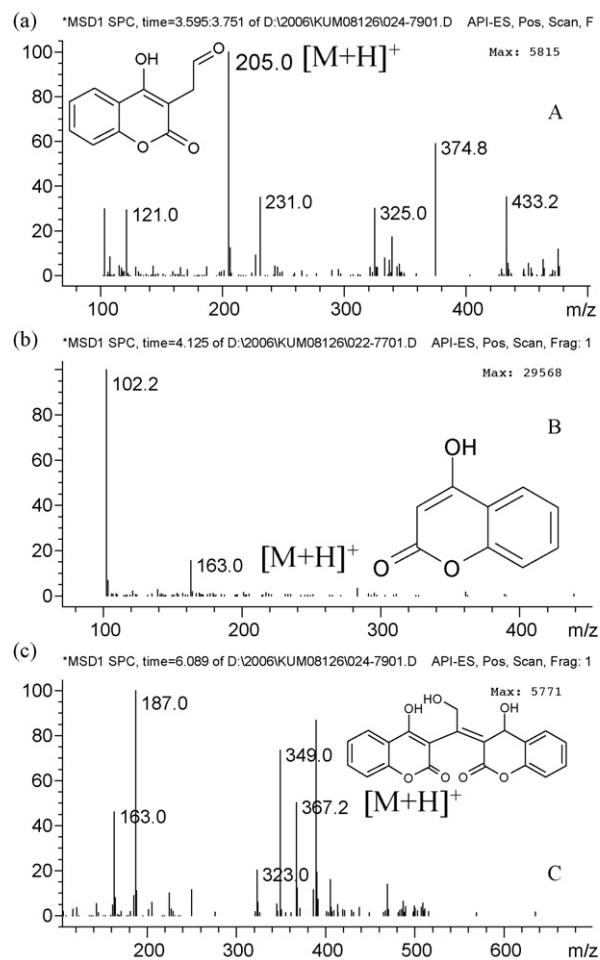 (a) *MSD1 SPC, time=3.595:3.751 of D:\2006\KUM08126\024-7901.D API-ES, Pos, Scan, F
Max: 5815
205.0 [M+H]+
OH
O
O
O
A
100
80
60
40
20
0
374.8
433.2
231.0
325.0
121.0
100 200 300 400 m/z
(b) *MSD1 SPC, time=4.125 of D:\2006\KUM08126\022-7701.D API-ES, Pos, Scan, Frag: 1
Max: 29568
102.2
B
80
60
40
20
0
OH
O
O
163.0 [M+H]+
100 200 300 400 m/z
(c) *MSD1 SPC, time=6.089 of D:\2006\KUM08126\024-7901.D API-ES, Pos, Scan, Frag: 1
Max: 5771
100
80
60
40
20
0
187.0
HO
OH
OH
O
O
O
O
349.0
367.2 [M+H]+
163.0
323.0
C
200 300 400 500 600 m/z